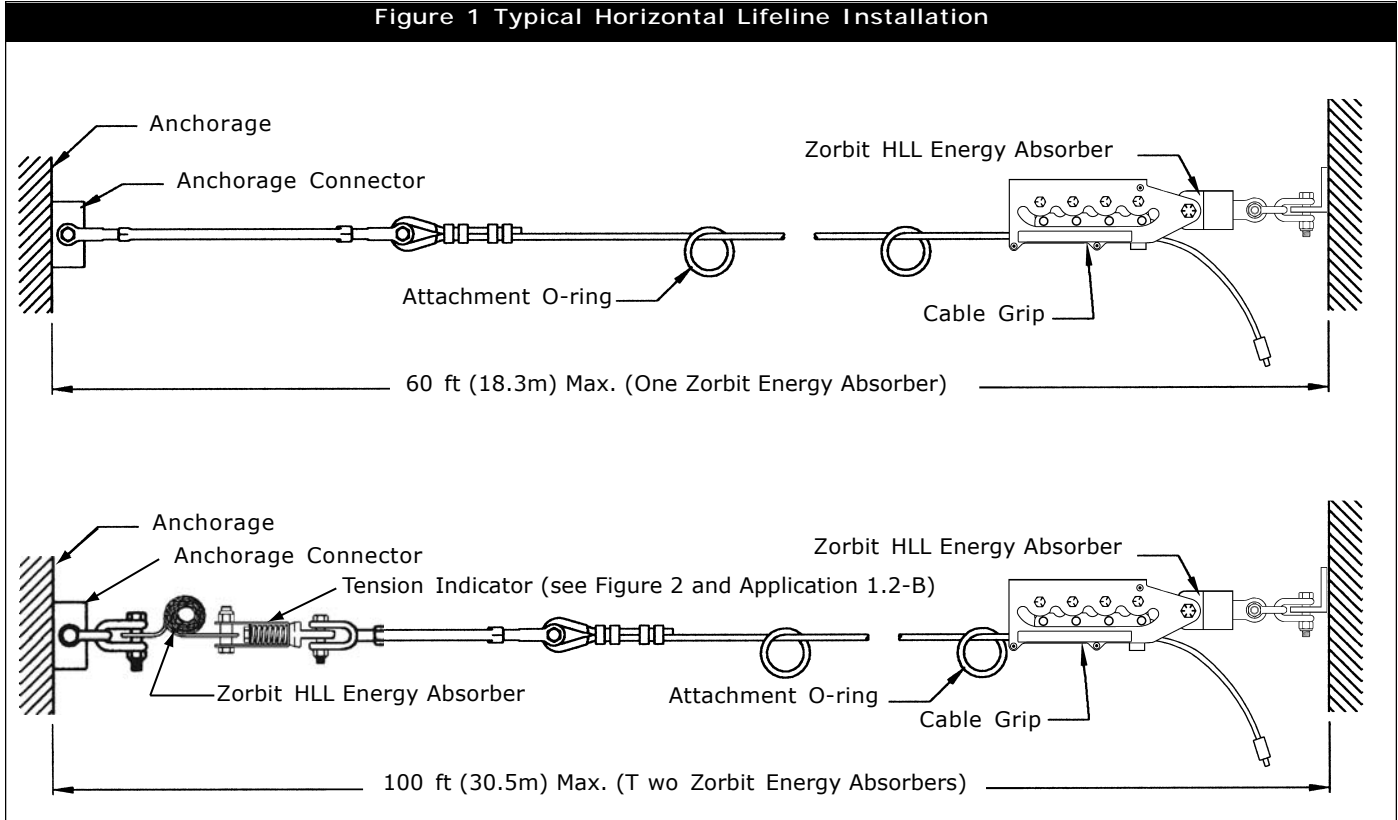 Figure 1 Typical Horizontal Lifeline Installation
Anchorage
Zorbit HLL Energy Absorber
Anchorage Connector
Attachment O-ring
Cable Grip
60 ft (18.3m) Max. (One Zorbit Energy Absorber)
Anchorage
Zorbit HLL Energy Absorber
Anchorage Connector
Tension Indicator (see Figure 2 and Application 1.2-B)
Zorbit HLL Energy Absorber
Attachment O-ring
Cable Grip
100 ft (30.5m) Max. (T wo Zorbit Energy Absorbers)